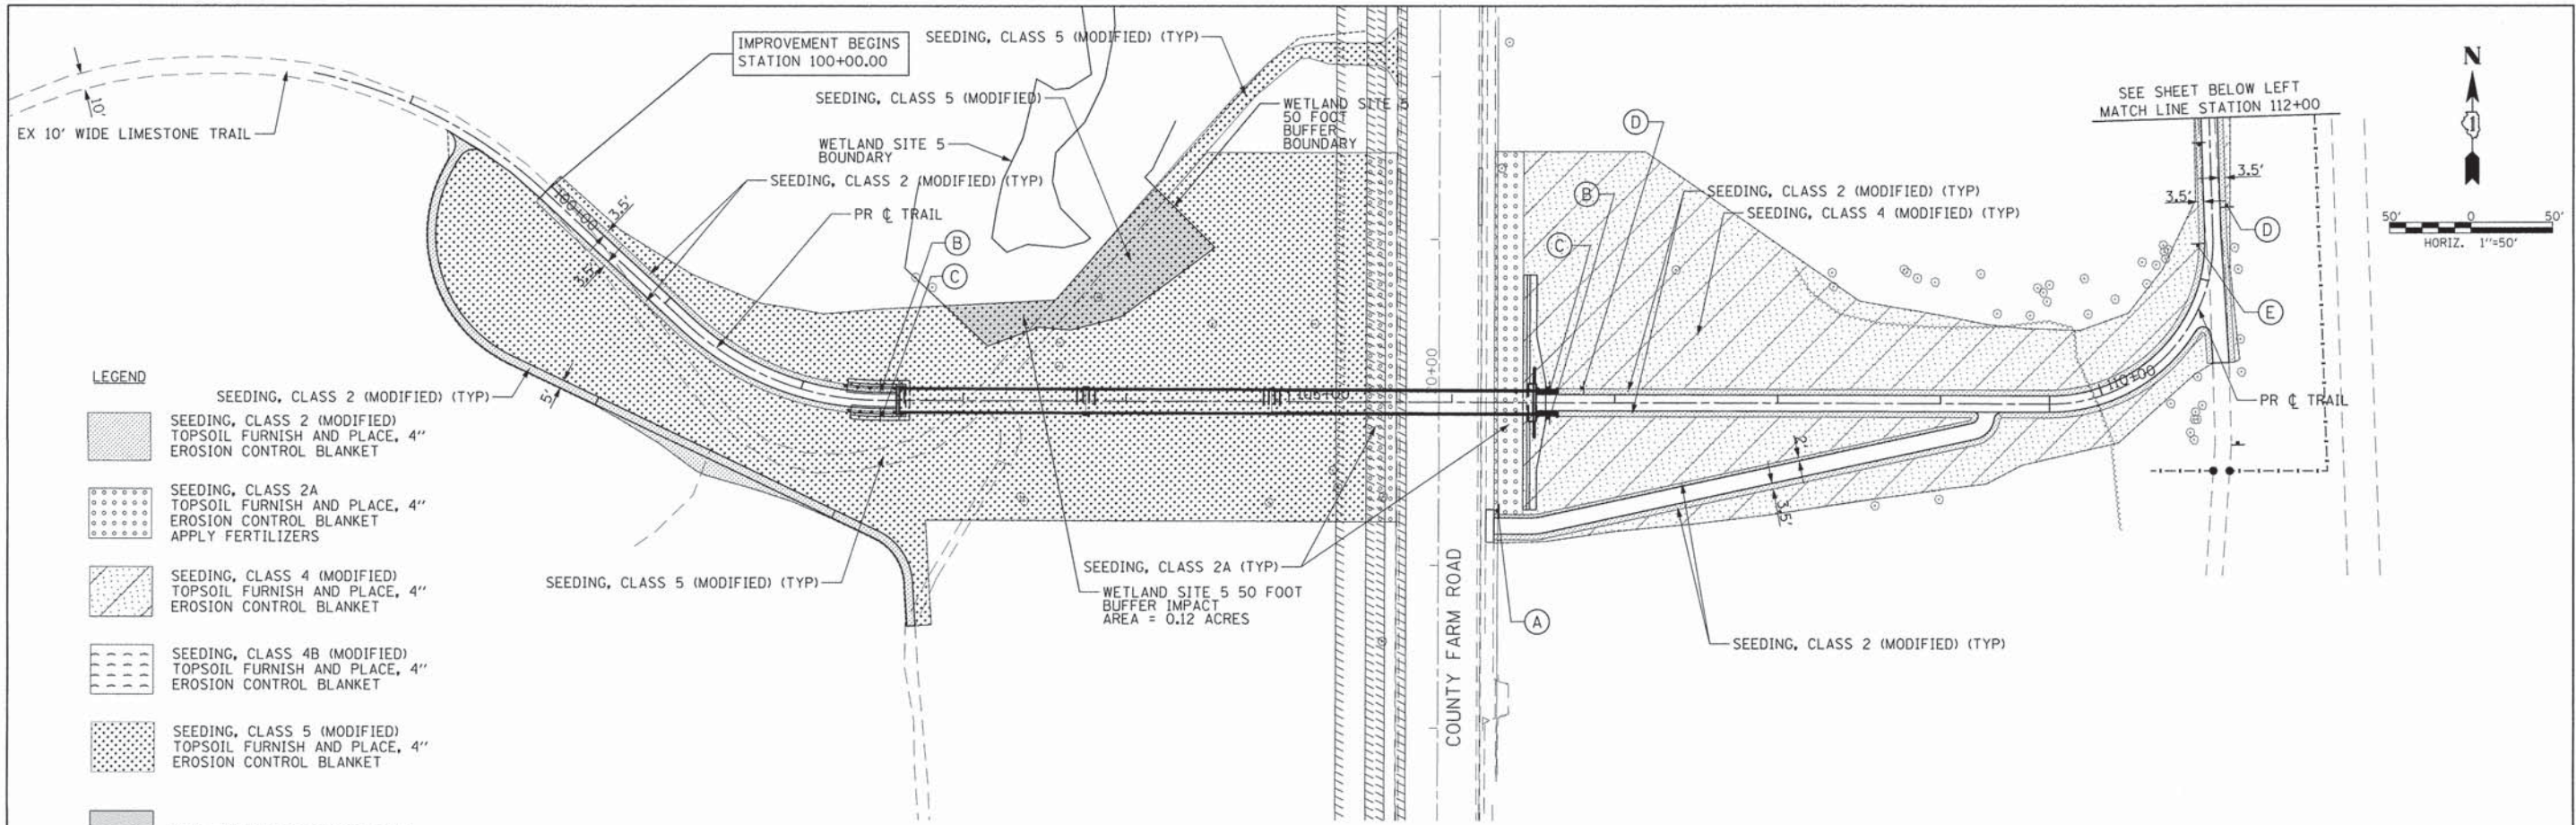 IMPROVEMENT BEGINS
STATION 100+00.00
SEEDING, CLASS 5 (MODIFIED) (TYP)
SEEDING, CLASS 5 (MODIFIED)
WETLAND SITE 5
50 FOOT
BUFFER
BOUNDARY
10'
EX 10' WIDE LIMESTONE TRAIL
WETLAND SITE 5
BOUNDARY
SEEDING, CLASS 2 (MODIFIED) (TYP)
PR ℄ TRAIL
100+00
3.5'
3.5'
B
C
D
B
C
SEEDING, CLASS 2 (MODIFIED) (TYP)
SEEDING, CLASS 4 (MODIFIED) (TYP)
SEE SHEET BELOW LEFT
MATCH LINE STATION 112+00
3.5'
3.5'
D
E
N
50' 0 50'
HORIZ. 1"=50'
105+00
0+00
110+00
PR ℄ TRAIL
2'
3.5'
SEEDING, CLASS 2 (MODIFIED) (TYP)
5'
SEEDING, CLASS 5 (MODIFIED) (TYP)
SEEDING, CLASS 2A (TYP)
WETLAND SITE 5 50 FOOT
BUFFER IMPACT
AREA = 0.12 ACRES
COUNTY FARM ROAD
A
SEEDING, CLASS 2 (MODIFIED) (TYP)
LEGEND
SEEDING, CLASS 2 (MODIFIED)
TOPSOIL FURNISH AND PLACE, 4"
EROSION CONTROL BLANKET
SEEDING, CLASS 2A
TOPSOIL FURNISH AND PLACE, 4"
EROSION CONTROL BLANKET
APPLY FERTILIZERS
SEEDING, CLASS 4 (MODIFIED)
TOPSOIL FURNISH AND PLACE, 4"
EROSION CONTROL BLANKET
SEEDING, CLASS 4B (MODIFIED)
TOPSOIL FURNISH AND PLACE, 4"
EROSION CONTROL BLANKET
SEEDING, CLASS 5 (MODIFIED)
TOPSOIL FURNISH AND PLACE, 4"
EROSION CONTROL BLANKET